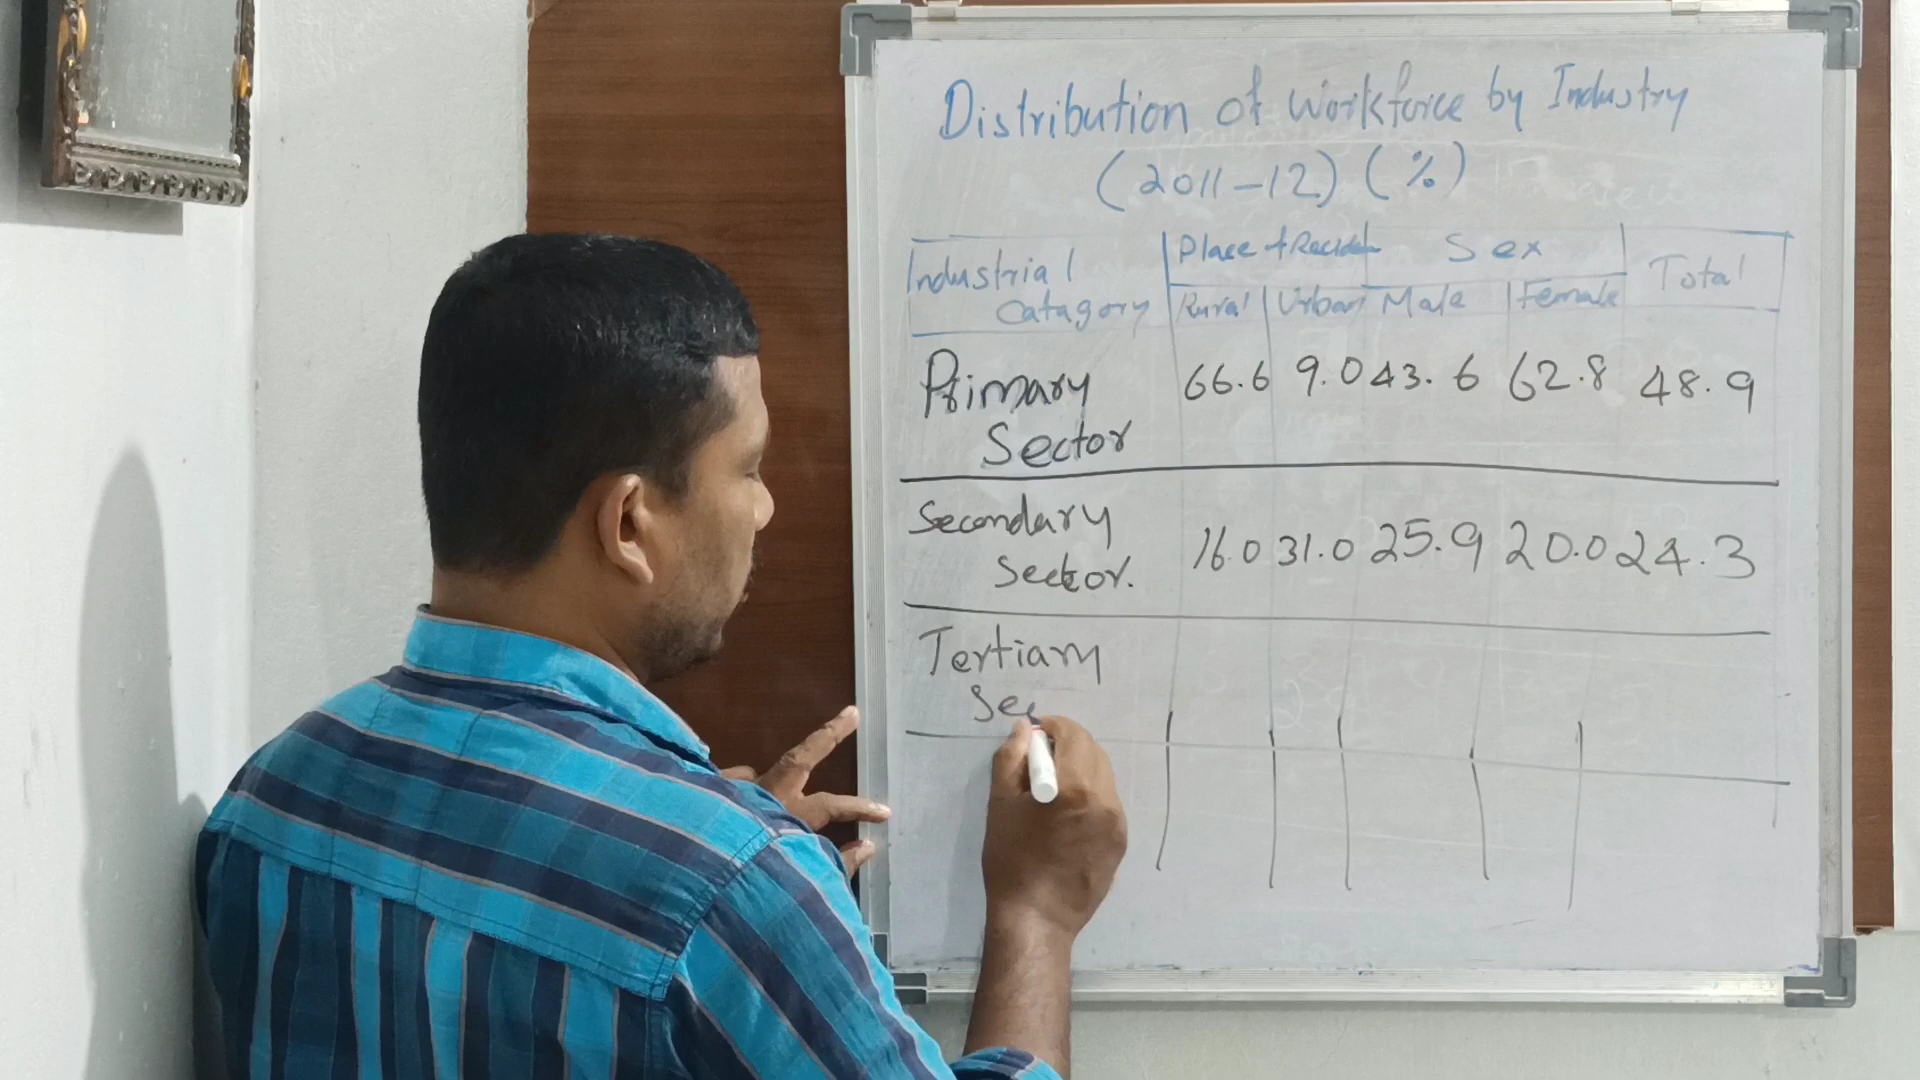 Distribution of Workforce by Industry
(2011-12) (%)
Industrial Catagory Place of Sex Total
Rural Urban Male Female
Primary Sector 66.6 9.0 43.6 62.8 48.9
Secondary Sector. 16.0 31.0 25.9 20.0 24.3
Tertiary
Sec